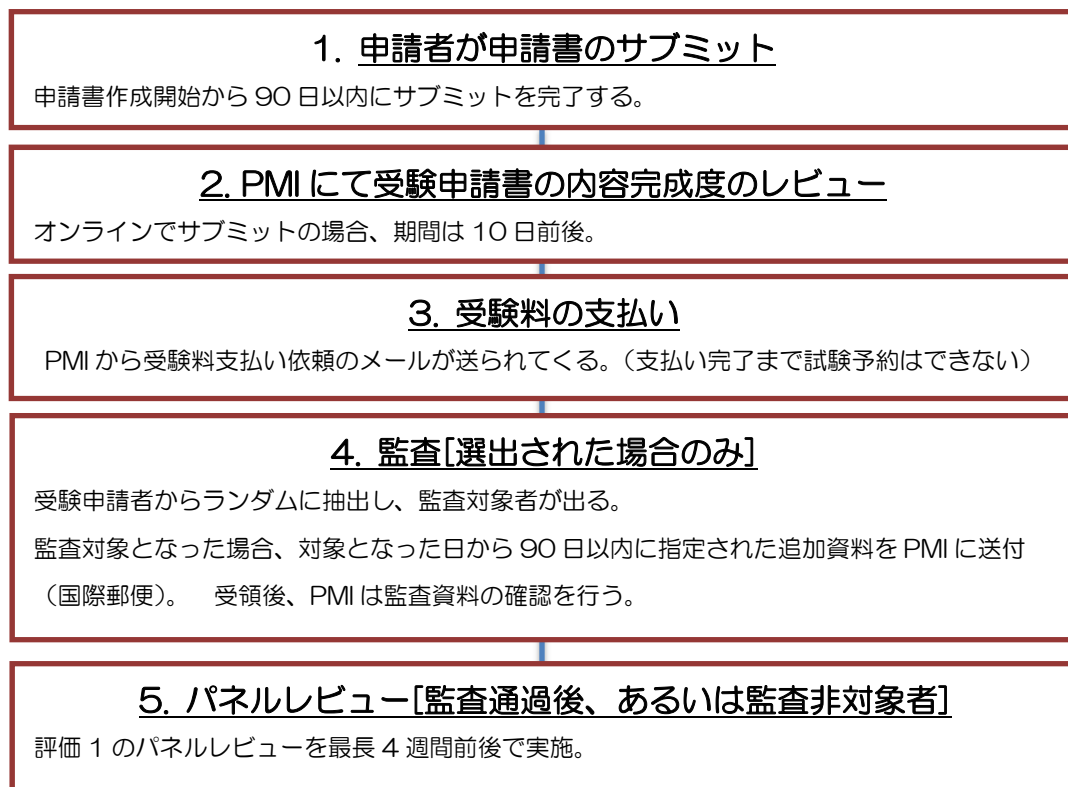 1. 申請者が申請書のサブミット
申請書作成開始から 90 日以内にサブミットを完了する。
2. PMI にて受験申請書の内容完成度のレビュー
オンラインでサブミットの場合、期間は 10 日前後。
3. 受験料の支払い
PMI から受験料支払い依頼のメールが送られてくる。（支払い完了まで試験予約はできない）
4. 監査[選出された場合のみ]
受験申請者からランダムに抽出し、監査対象者が出る。
監査対象となった場合、対象となった日から 90 日以内に指定された追加資料を PMI に送付
（国際郵便）。　受領後、PMI は監査資料の確認を行う。
5. パネルレビュー[監査通過後、あるいは監査非対象者]
評価 1 のパネルレビューを最長 4 週間前後で実施。